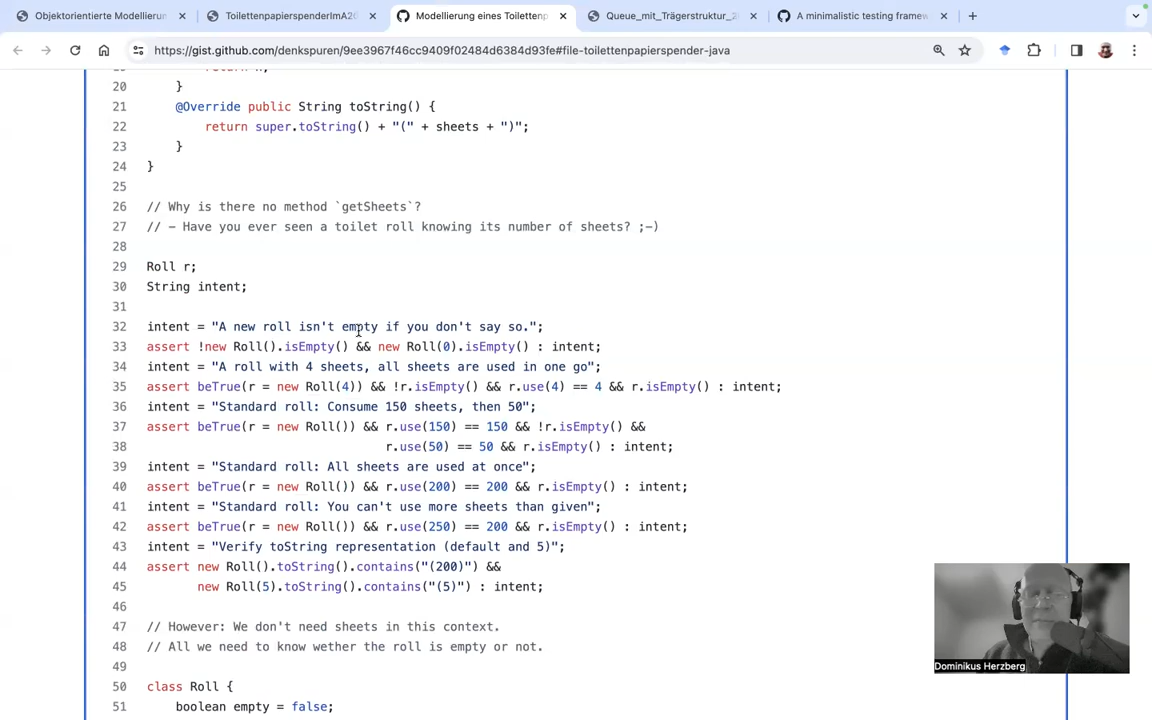 Objektorientierte Modellierun
ToilettenpapierspenderImA20
Modellierung eines Toilettenp
Queue_mit_Trägerstruktur_2
A minimalistic testing framew
https://gist.github.com/denkspuren/9ee3967f46cc9409f02484d6384d93fe#file-toilettenpapierspender-java
20 }
21 @Override public String toString() {
22 return super.toString() + "(" + sheets + ")";
23 }
24 }
25
26 // Why is there no method `getSheets`?
27 // - Have you ever seen a toilet roll knowing its number of sheets? ;-)
28
29 Roll r;
30 String intent;
31
32 intent = "A new roll isn't empty if you don't say so.";
33 assert !new Roll().isEmpty() && new Roll(0).isEmpty() : intent;
34 intent = "A roll with 4 sheets, all sheets are used in one go";
35 assert beTrue(r = new Roll(4)) && !r.isEmpty() && r.use(4) == 4 && r.isEmpty() : intent;
36 intent = "Standard roll: Consume 150 sheets, then 50";
37 assert beTrue(r = new Roll()) && r.use(150) == 150 && !r.isEmpty() &&
38 r.use(50) == 50 && r.isEmpty() : intent;
39 intent = "Standard roll: All sheets are used at once";
40 assert beTrue(r = new Roll()) && r.use(200) == 200 && r.isEmpty() : intent;
41 intent = "Standard roll: You can't use more sheets than given";
42 assert beTrue(r = new Roll()) && r.use(250) == 200 && r.isEmpty() : intent;
43 intent = "Verify toString representation (default and 5)";
44 assert new Roll().toString().contains("(200)") &&
45 new Roll(5).toString().contains("(5)") : intent;
46
47 // However: We don't need sheets in this context.
48 // All we need to know wether the roll is empty or not.
49
50 class Roll {
51 boolean empty = false;
Dominikus Herzberg